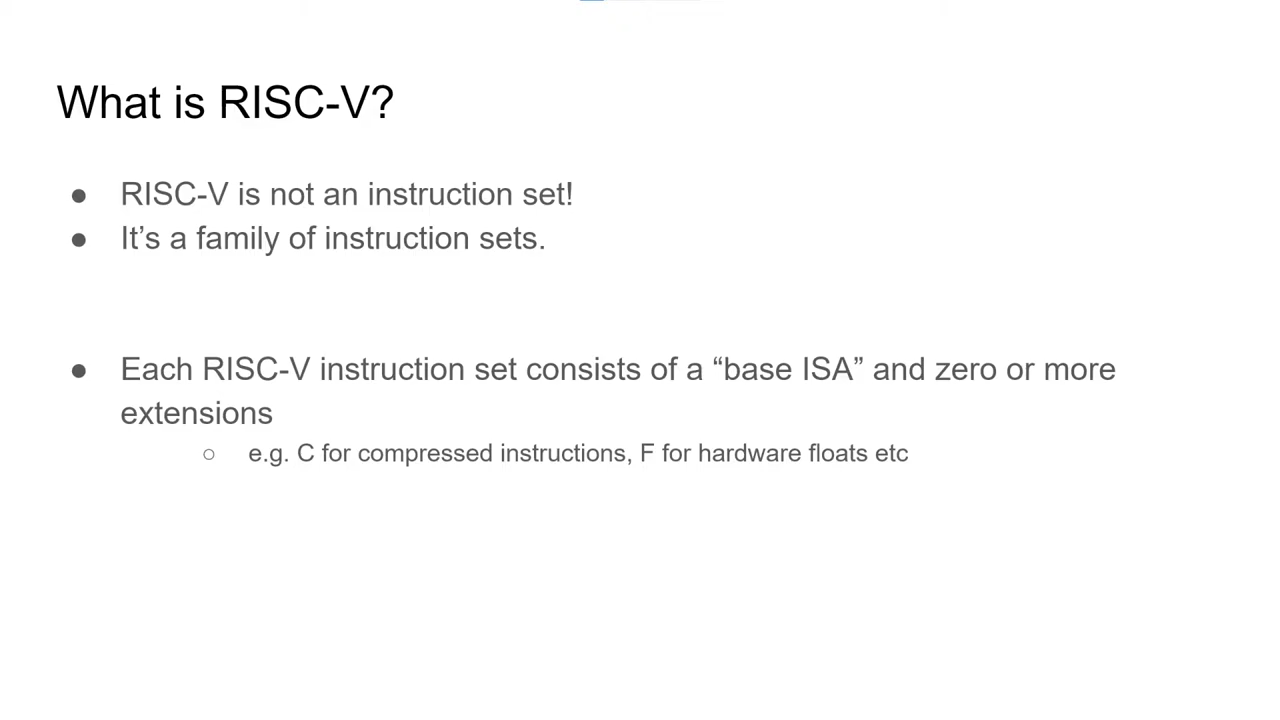 What is RISC-V?
● RISC-V is not an instruction set!
● It’s a family of instruction sets.
● Each RISC-V instruction set consists of a “base ISA” and zero or more
extensions
○ e.g. C for compressed instructions, F for hardware floats etc